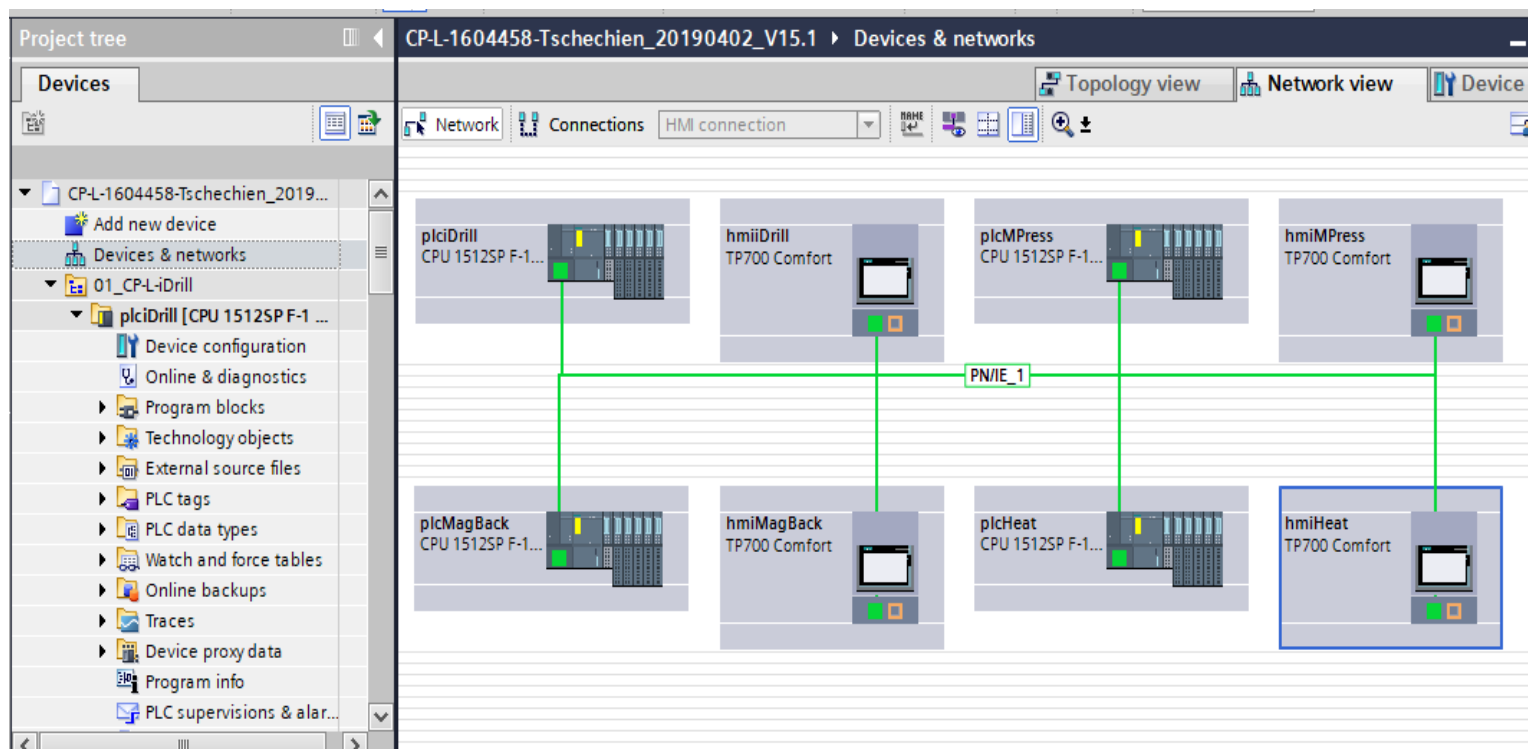 Project tree
CP-L-1604458-Tschechien_20190402_V15.1 Devices & networks
Devices
Topology view
Network view
Device
Network
Connections
HMI connection
NAME
CP-L-1604458-Tschechien_2019...
Add new device
Devices & networks
01_CP-L-iDrill
plciDrill [CPU 1512SP F-1 ...
Device configuration
Online & diagnostics
Program blocks
Technology objects
External source files
PLC tags
PLC data types
Watch and force tables
Online backups
Traces
Device proxy data
Program info
PLC supervisions & alar...
plciDrill
CPU 1512SP F-1...
hmiiDrill
TP700 Comfort
plcMPress
CPU 1512SP F-1...
hmiMPress
TP700 Comfort
PN/IE_1
plcMagBack
CPU 1512SP F-1...
hmiMagBack
TP700 Comfort
plcHeat
CPU 1512SP F-1...
hmiHeat
TP700 Comfort